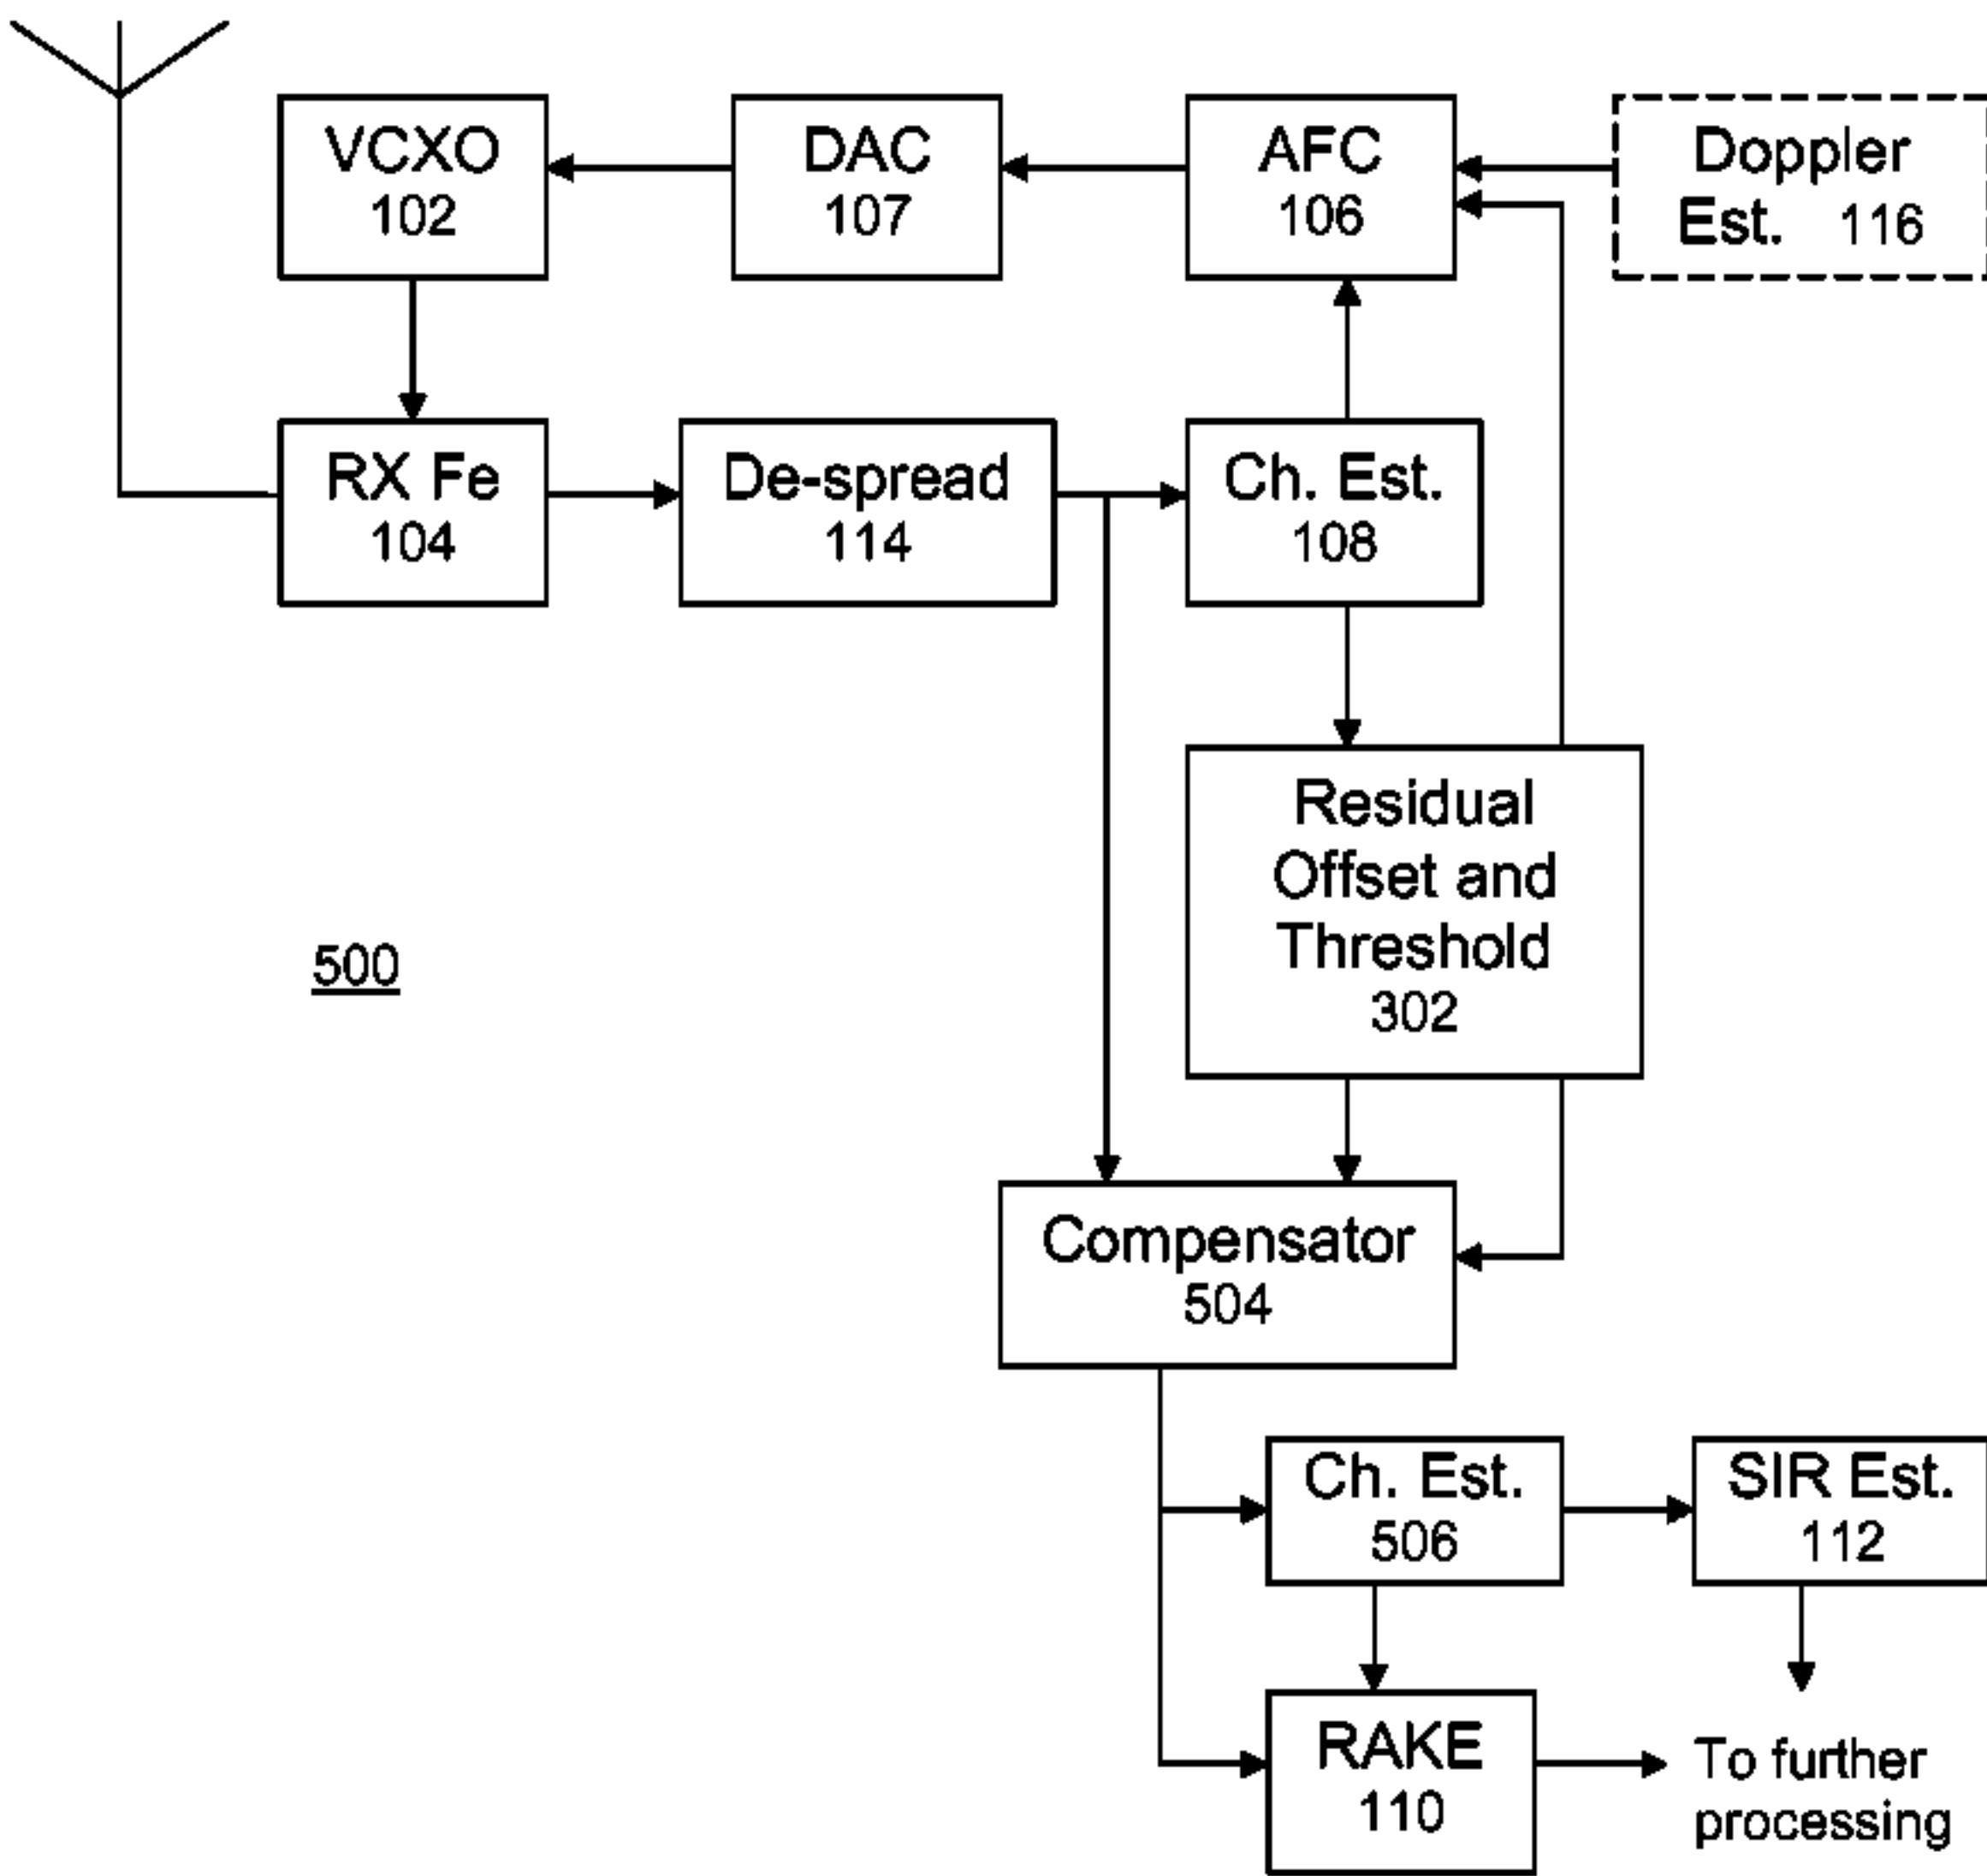 VCXO
102
DAC
107
AFC
106
Doppler
Est. 116
RX Fe
104
De-spread
114
Ch. Est.
108
Residual
Offset and
Threshold
302
500
Compensator
504
Ch. Est.
506
SIR Est.
112
RAKE
110
To further
processing